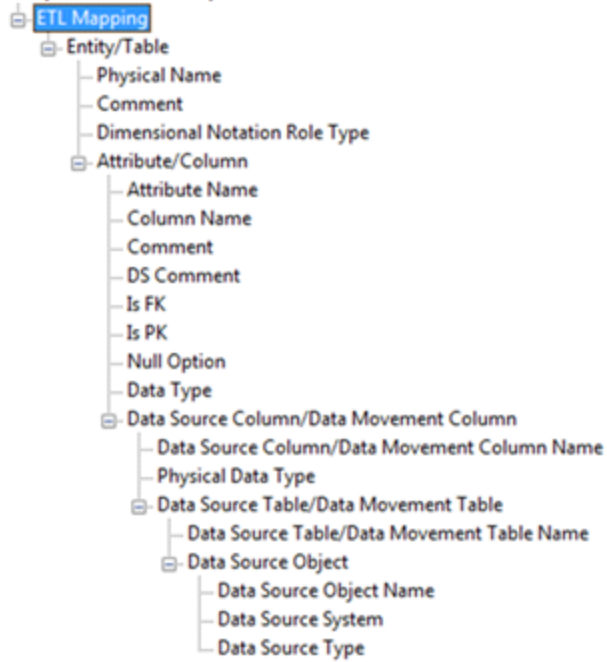 ETL Mapping
Entity/Table
Physical Name
Comment
Dimensional Notation Role Type
Attribute/Column
Attribute Name
Column Name
Comment
DS Comment
Is FK
Is PK
Null Option
Data Type
Data Source Column/Data Movement Column
Data Source Column/Data Movement Column Name
Physical Data Type
Data Source Table/Data Movement Table
Data Source Table/Data Movement Table Name
Data Source Object
Data Source Object Name
Data Source System
Data Source Type